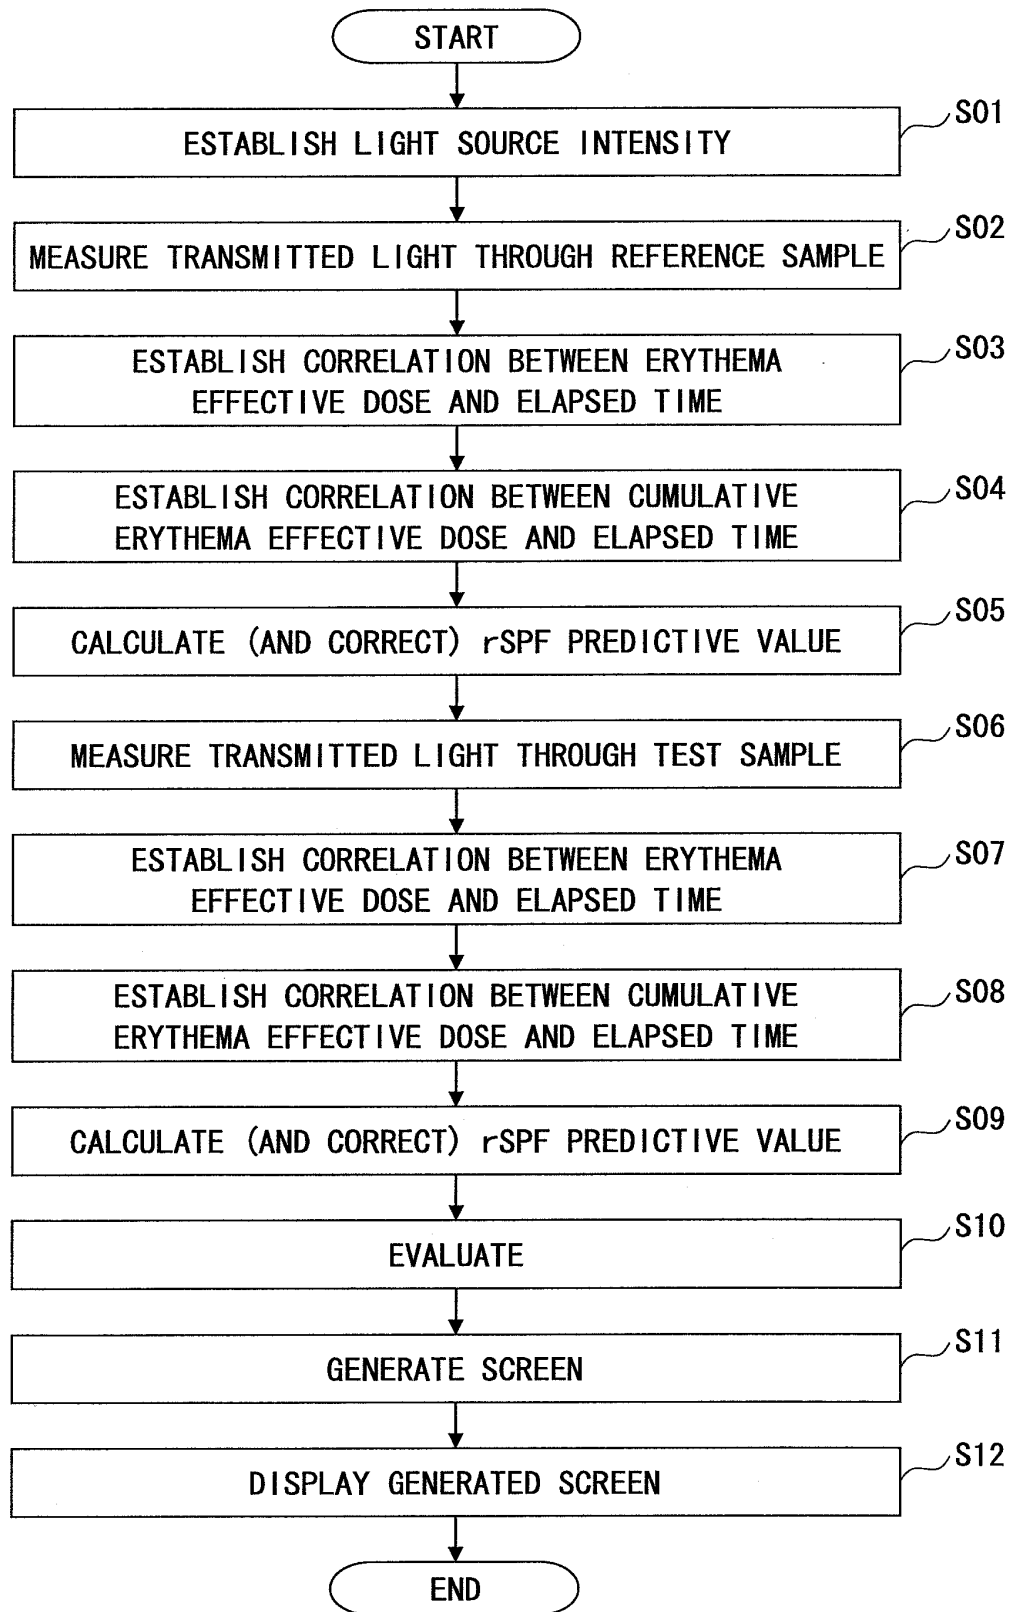 START
S01
ESTABLISH LIGHT SOURCE INTENSITY
S02
MEASURE TRANSMITTED LIGHT THROUGH REFERENCE SAMPLE
S03
ESTABLISH CORRELATION BETWEEN ERYTHEMA
EFFECTIVE DOSE AND ELAPSED TIME
S04
ESTABLISH CORRELATION BETWEEN CUMULATIVE
ERYTHEMA EFFECTIVE DOSE AND ELAPSED TIME
S05
CALCULATE (AND CORRECT) rSPF PREDICTIVE VALUE
S06
MEASURE TRANSMITTED LIGHT THROUGH TEST SAMPLE
S07
ESTABLISH CORRELATION BETWEEN ERYTHEMA
EFFECTIVE DOSE AND ELAPSED TIME
S08
ESTABLISH CORRELATION BETWEEN CUMULATIVE
ERYTHEMA EFFECTIVE DOSE AND ELAPSED TIME
S09
CALCULATE (AND CORRECT) rSPF PREDICTIVE VALUE
S10
EVALUATE
S11
GENERATE SCREEN
S12
DISPLAY GENERATED SCREEN
END